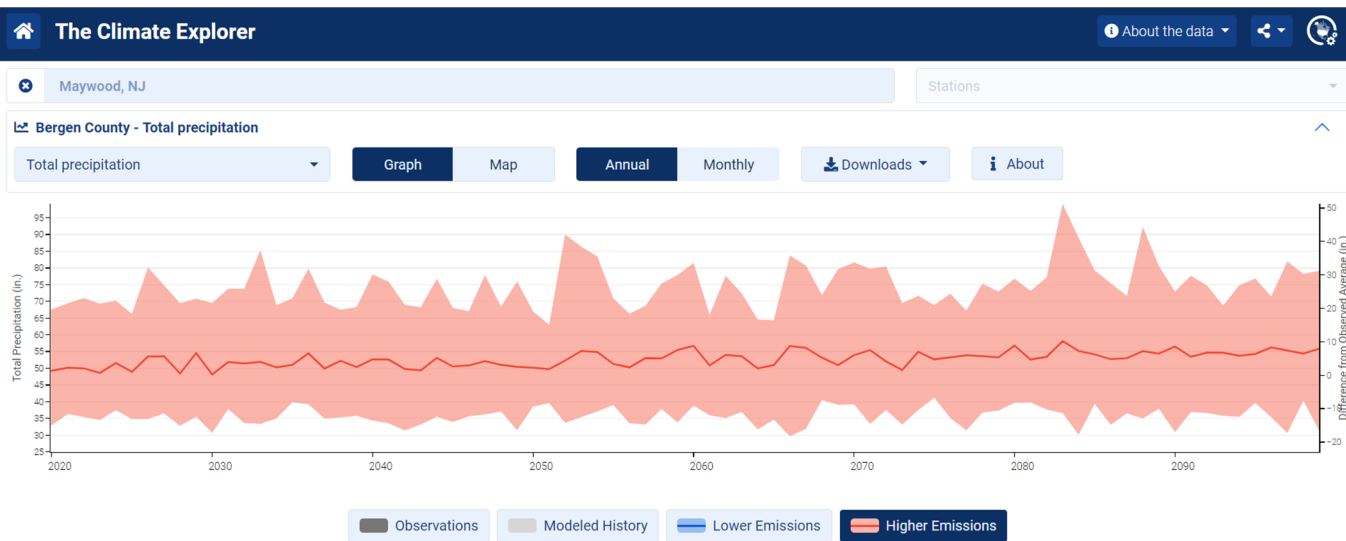 The Climate Explorer
About the data
Maywood, NJ
Stations
Bergen County - Total precipitation
Total precipitation
Graph
Map
Annual
Monthly
Downloads
About
Total Precipitation (in.)
95
90
85
80
75
70
65
60
55
50
45
40
35
30
25
50
40
30
20
10
0
-10
-20
Difference from Observed Average (in.)
2020
2030
2040
2050
2060
2070
2080
2090
Observations
Modeled History
Lower Emissions
Higher Emissions